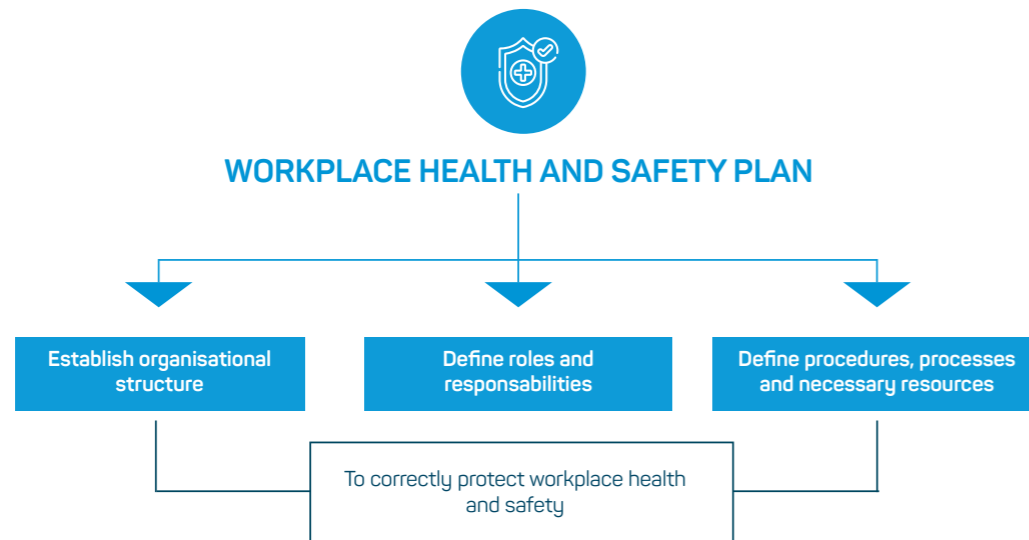 WORKPLACE HEALTH AND SAFETY PLAN
Establish organisational
structure
Define roles and
responsabilities
Define procedures, processes
and necessary resources
To correctly protect workplace health
and safety